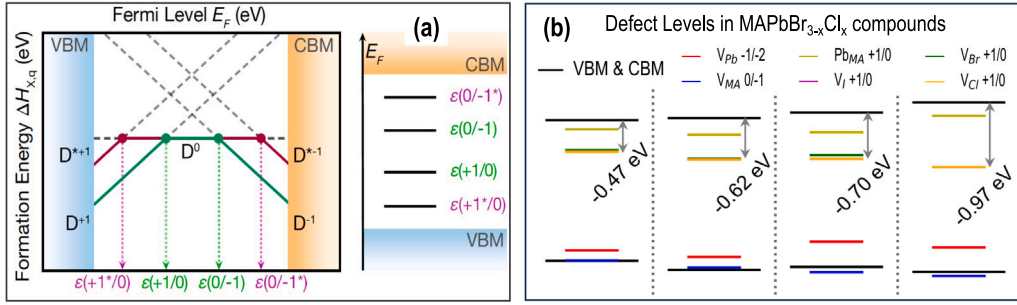 Fermi Level E_F (eV)
(a)
VBM
CBM
Formation Energy ΔH_X,q (eV)
D*+1
D^0
D*-1
D+1
D-1
ε(+1*/0)
ε(+1/0)
ε(0/-1)
ε(0/-1*)
E_F
CBM
ε(0/-1*)
ε(0/-1)
ε(+1/0)
ε(+1*/0)
VBM
(b)
Defect Levels in MAPbBr3-xClx compounds
VBM & CBM
V_Pb -1/-2
V_MA 0/-1
Pb_MA +1/0
V_I +1/0
V_Br +1/0
V_Cl +1/0
-0.47 eV
-0.62 eV
-0.70 eV
-0.97 eV